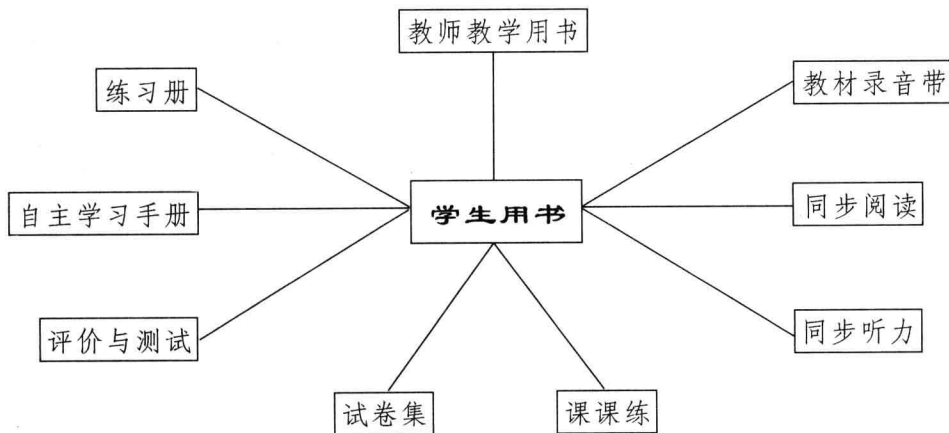 教师教学用书
练习册
教材录音带
自主学习手册
学生用书
同步阅读
评价与测试
同步听力
试卷集
课课练